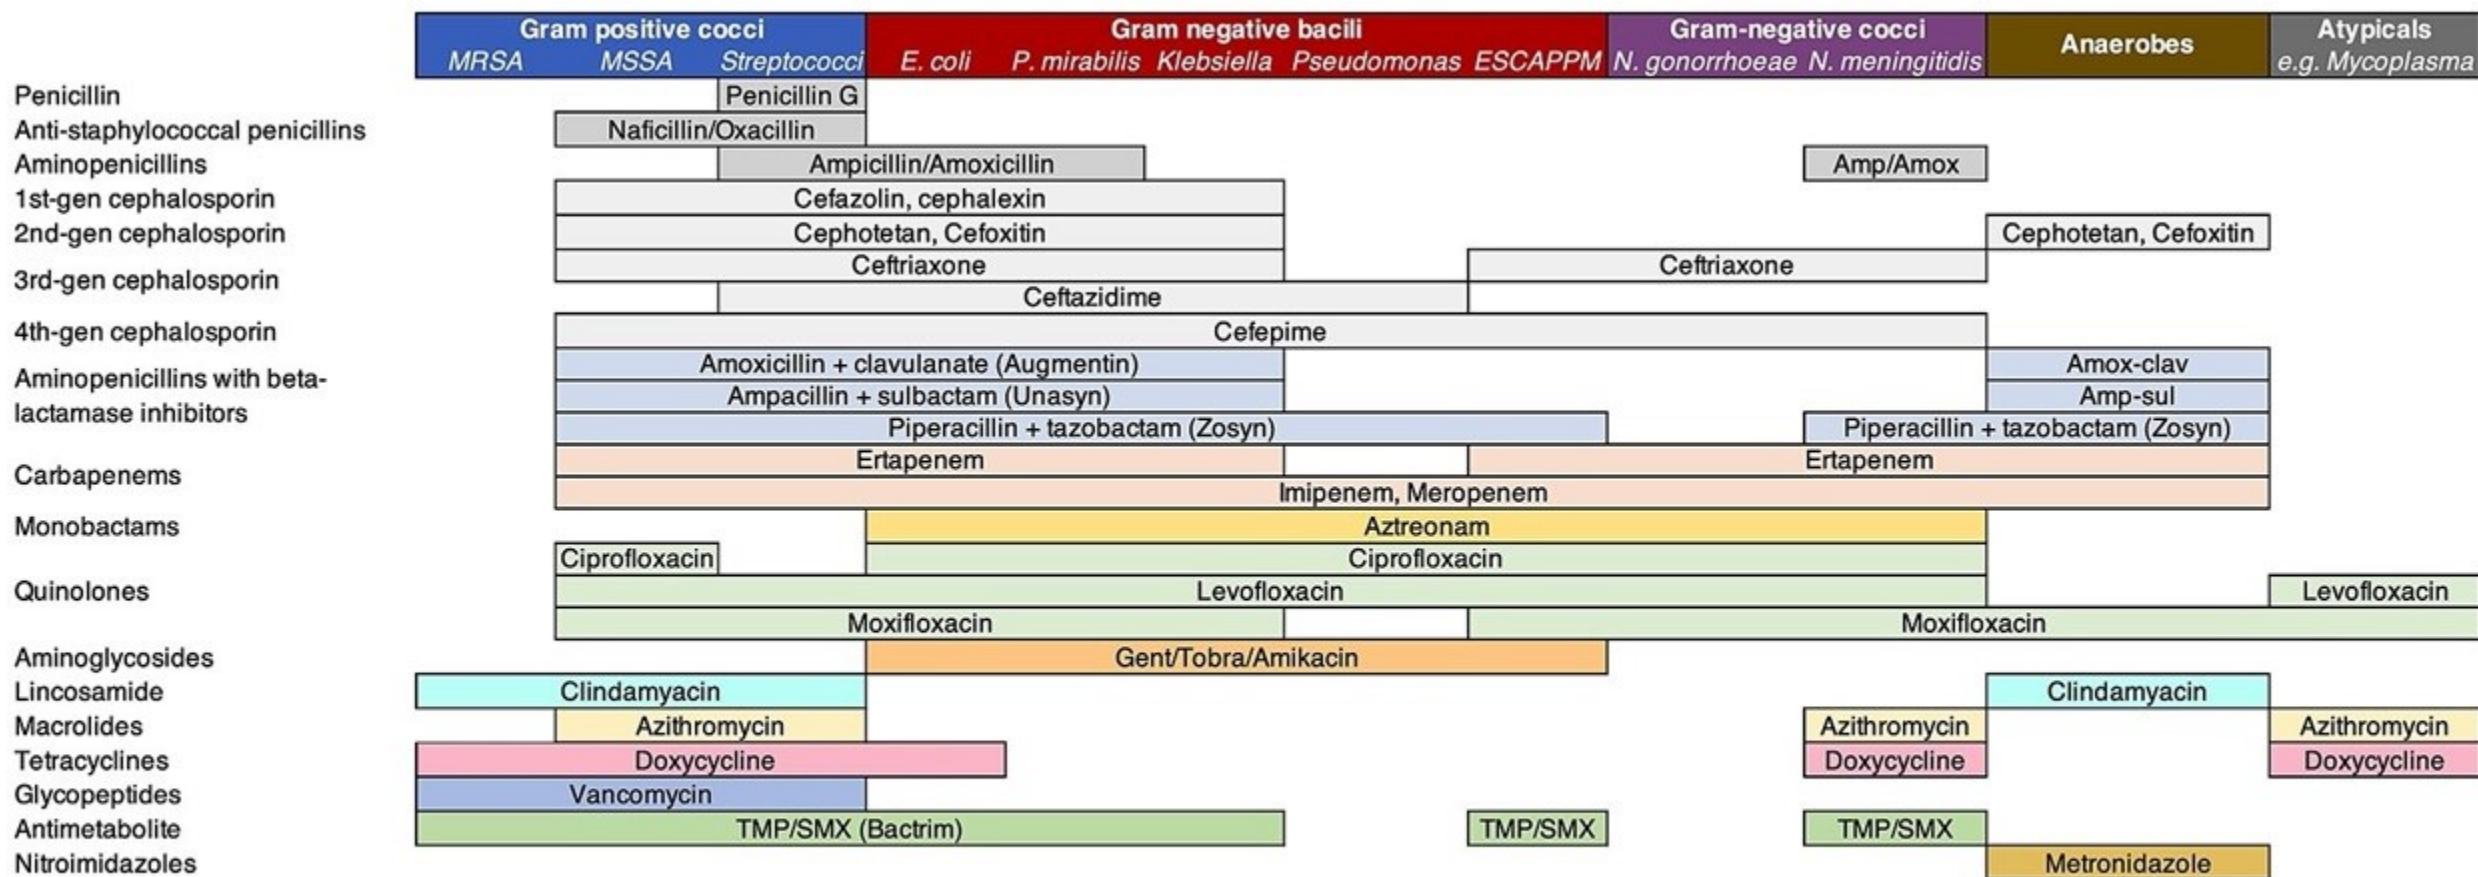 Gram positive cocci Gram negative bacili Gram-negative cocci Anaerobes Atypicals
MRSA MSSA Streptococci E. coli P. mirabilis Klebsiella Pseudomonas ESCAPPM N. gonorrhoeae N. meningitidis e.g. Mycoplasma
Penicillin Penicillin G
Anti-staphylococcal penicillins Naficillin/Oxacillin
Aminopenicillins Ampicillin/Amoxicillin Amp/Amox
1st-gen cephalosporin Cefazolin, cephalexin
2nd-gen cephalosporin Cephotetan, Cefoxitin Cephotetan, Cefoxitin
3rd-gen cephalosporin Ceftriaxone Ceftriaxone
Ceftazidime
4th-gen cephalosporin Cefepime
Aminopenicillins with beta-
lactamase inhibitors
Amoxicillin + clavulanate (Augmentin) Amox-clav
Ampacillin + sulbactam (Unasyn) Amp-sul
Piperacillin + tazobactam (Zosyn) Piperacillin + tazobactam (Zosyn)
Carbapenems Ertapenem Ertapenem
Imipenem, Meropenem
Monobactams Aztreonam
Quinolones Ciprofloxacin Ciprofloxacin
Levofloxacin Levofloxacin
Moxifloxacin Moxifloxacin
Aminoglycosides Gent/Tobra/Amikacin
Lincosamide Clindamyacin Clindamyacin
Macrolides Azithromycin Azithromycin Azithromycin
Tetracyclines Doxycycline Doxycycline Doxycycline
Glycopeptides Vancomycin
Antimetabolite TMP/SMX (Bactrim) TMP/SMX TMP/SMX
Nitroimidazoles Metronidazole